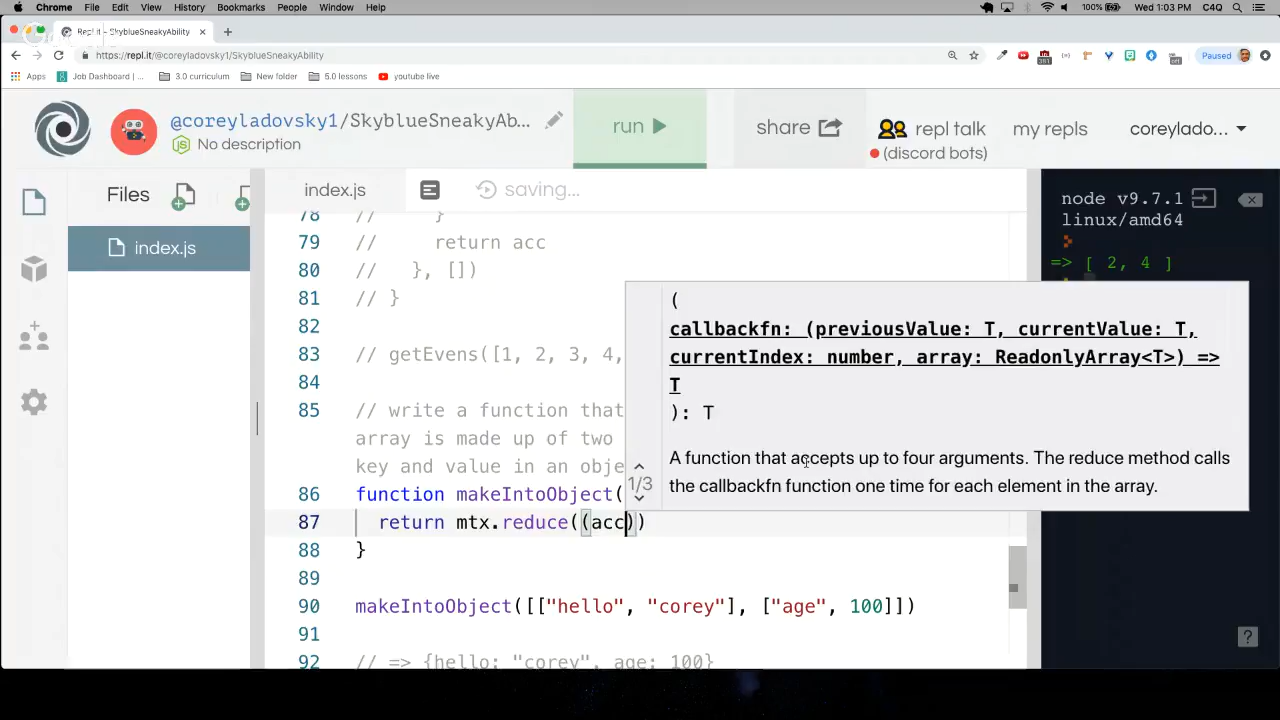 Chrome File Edit View History Bookmarks People Window Help 100% Wed 1:03 PM C4Q
Repl.it - SkyblueSneakyAbility
https://repl.it/@coreyladovsky1/SkyblueSneakyAbility Paused
Apps Job Dashboard | ... 3.0 curriculum New folder 5.0 lessons youtube live
@coreyladovsky1/SkyblueSneakyAb... run share repl talk my repls coreylado...
No description (discord bots)
Files index.js saving...
index.js
node v9.7.1
linux/amd64
=> [ 2, 4 ]
78 // }
79 // return acc
80 // }, [])
81 // }
82
83 // getEvens([1, 2, 3, 4,
84
85 // write a function that
array is made up of two
key and value in an obje
86 function makeIntoObject(
87 return mtx.reduce((acc))
88 }
89
90 makeIntoObject([["hello", "corey"], ["age", 100]])
91
92 // => {hello: "corey", age: 100}
(
callbackfn: (previousValue: T, currentValue: T,
currentIndex: number, array: ReadonlyArray<T>) =>
T
): T
A function that accepts up to four arguments. The reduce method calls
the callbackfn function one time for each element in the array.
1/3
?